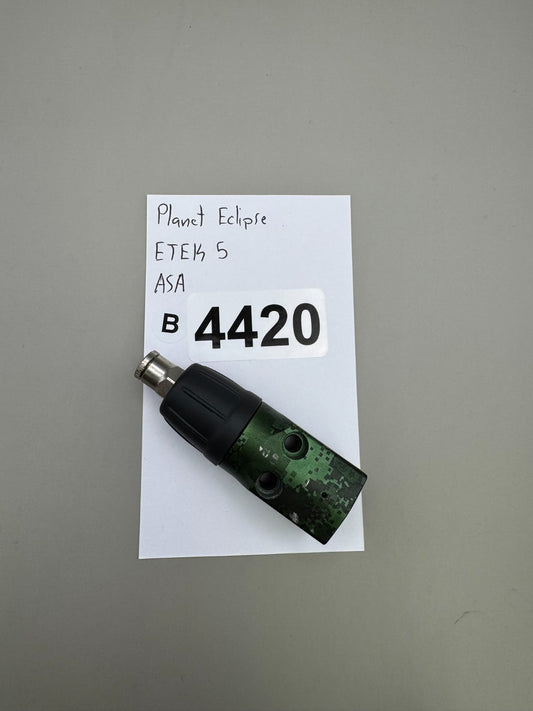 Planet Eclipse
ETEK 5
ASA
B 4420